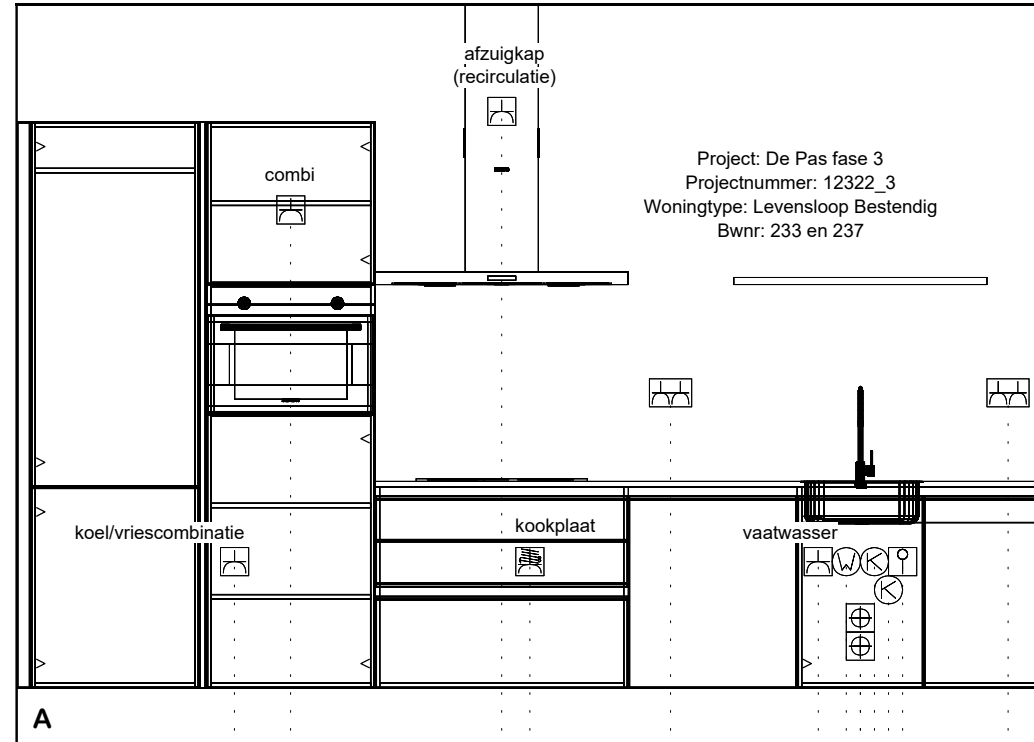 afzuigkap
(recirculatie)
combi
Project: De Pas fase 3
Projectnummer: 12322_3
Woningtype: Levensloop Bestendig
Bwnr: 233 en 237
koel/vriescombinatie
kookplaat
vaatwasser
W K
K
A